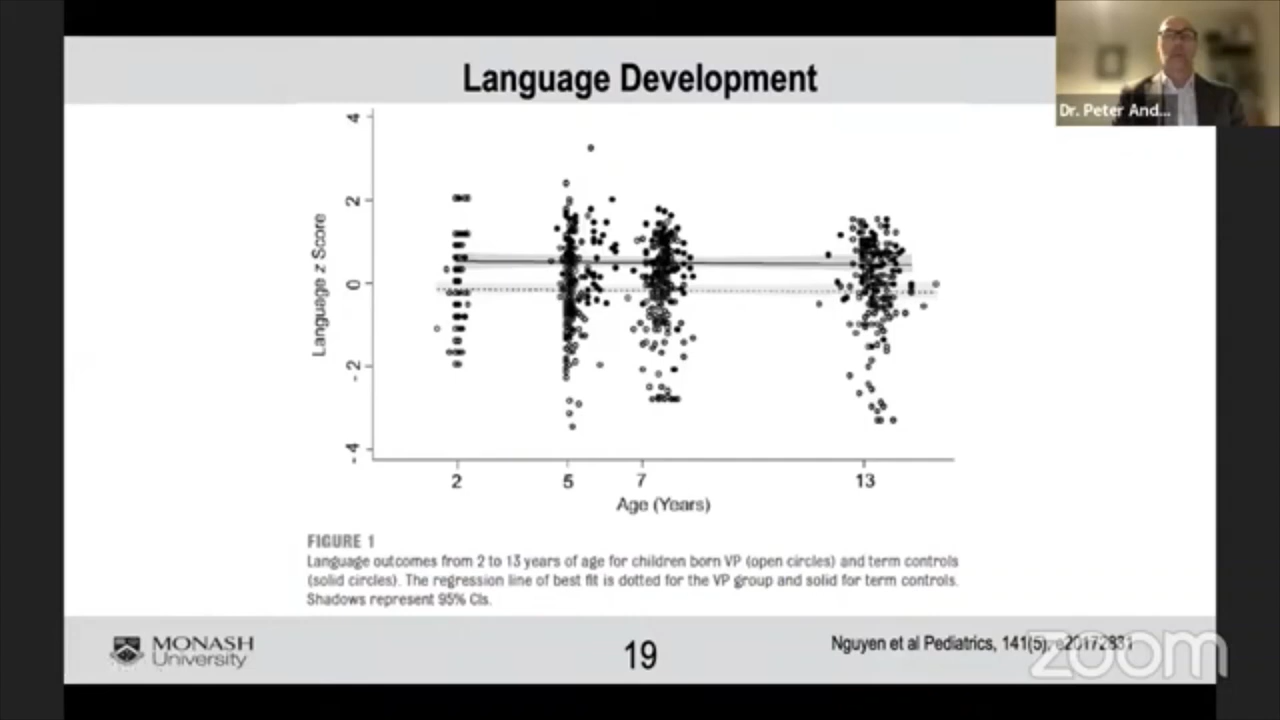 Language Development
Dr. Peter And...
4
2
0
-2
-4
Language z Score
2 5 7 13
Age (Years)
FIGURE 1
Language outcomes from 2 to 13 years of age for children born VP (open circles) and term controls
(solid circles). The regression line of best fit is dotted for the VP group and solid for term controls.
Shadows represent 95% CIs.
MONASH
University
19
Nguyen et al Pediatrics, 141(5), e20172831
zoom